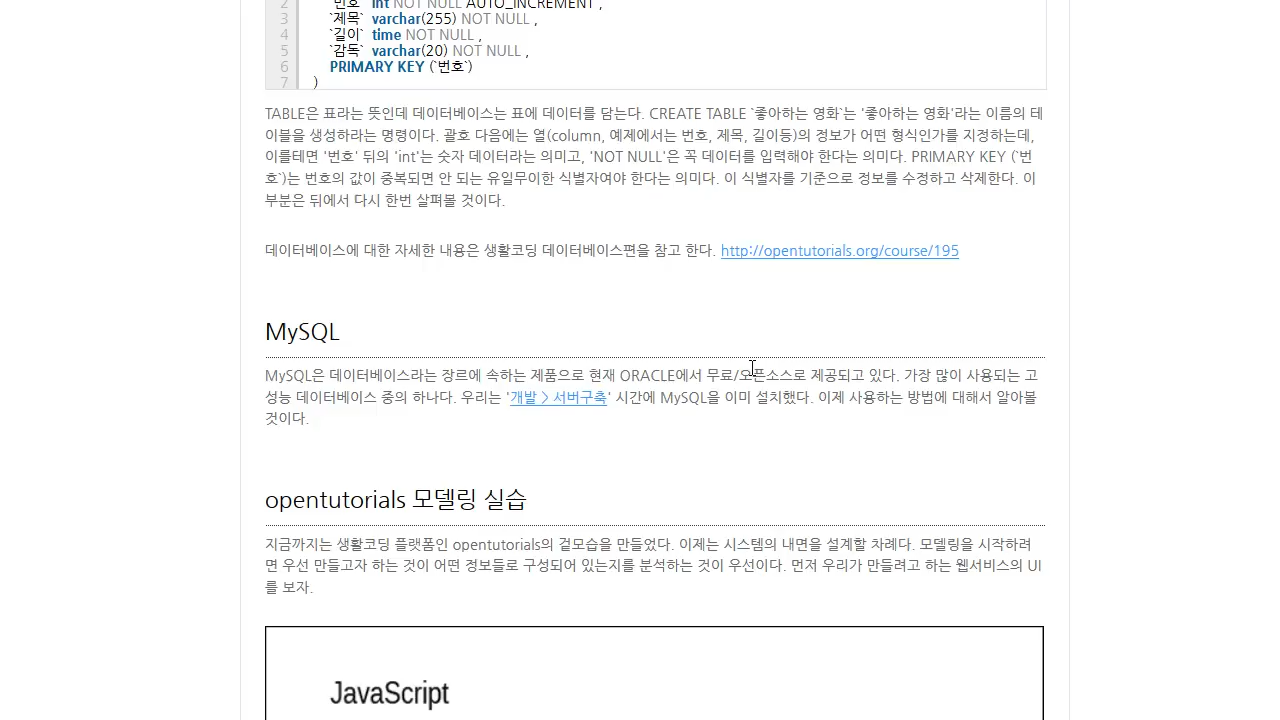 2 `번호` int NOT NULL AUTO_INCREMENT ,
3 `제목` varchar(255) NOT NULL ,
4 `길이` time NOT NULL ,
5 `감독` varchar(20) NOT NULL ,
6 PRIMARY KEY (`번호`)
7 )
TABLE은 표라는 뜻인데 데이터베이스는 표에 데이터를 담는다. CREATE TABLE `좋아하는 영화`는 '좋아하는 영화'라는 이름의 테
이블을 생성하라는 명령이다. 괄호 다음에는 열(column, 예제에서는 번호, 제목, 길이등)의 정보가 어떤 형식인가를 지정하는데,
이를테면 '번호' 뒤의 'int'는 숫자 데이터라는 의미고, 'NOT NULL'은 꼭 데이터를 입력해야 한다는 의미다. PRIMARY KEY (`번
호`)는 번호의 값이 중복되면 안 되는 유일무이한 식별자여야 한다는 의미다. 이 식별자를 기준으로 정보를 수정하고 삭제한다. 이
부분은 뒤에서 다시 한번 살펴볼 것이다.
데이터베이스에 대한 자세한 내용은 생활코딩 데이터베이스편을 참고 한다. http://opentutorials.org/course/195
MySQL
MySQL은 데이터베이스라는 장르에 속하는 제품으로 현재 ORACLE에서 무료/오픈소스로 제공되고 있다. 가장 많이 사용되는 고
성능 데이터베이스 중의 하나다. 우리는 '개발 > 서버구축' 시간에 MySQL을 이미 설치했다. 이제 사용하는 방법에 대해서 알아볼
것이다.
opentutorials 모델링 실습
지금까지는 생활코딩 플랫폼인 opentutorials의 겉모습을 만들었다. 이제는 시스템의 내면을 설계할 차례다. 모델링을 시작하려
면 우선 만들고자 하는 것이 어떤 정보들로 구성되어 있는지를 분석하는 것이 우선이다. 먼저 우리가 만들려고 하는 웹서비스의 UI
를 보자.
JavaScript